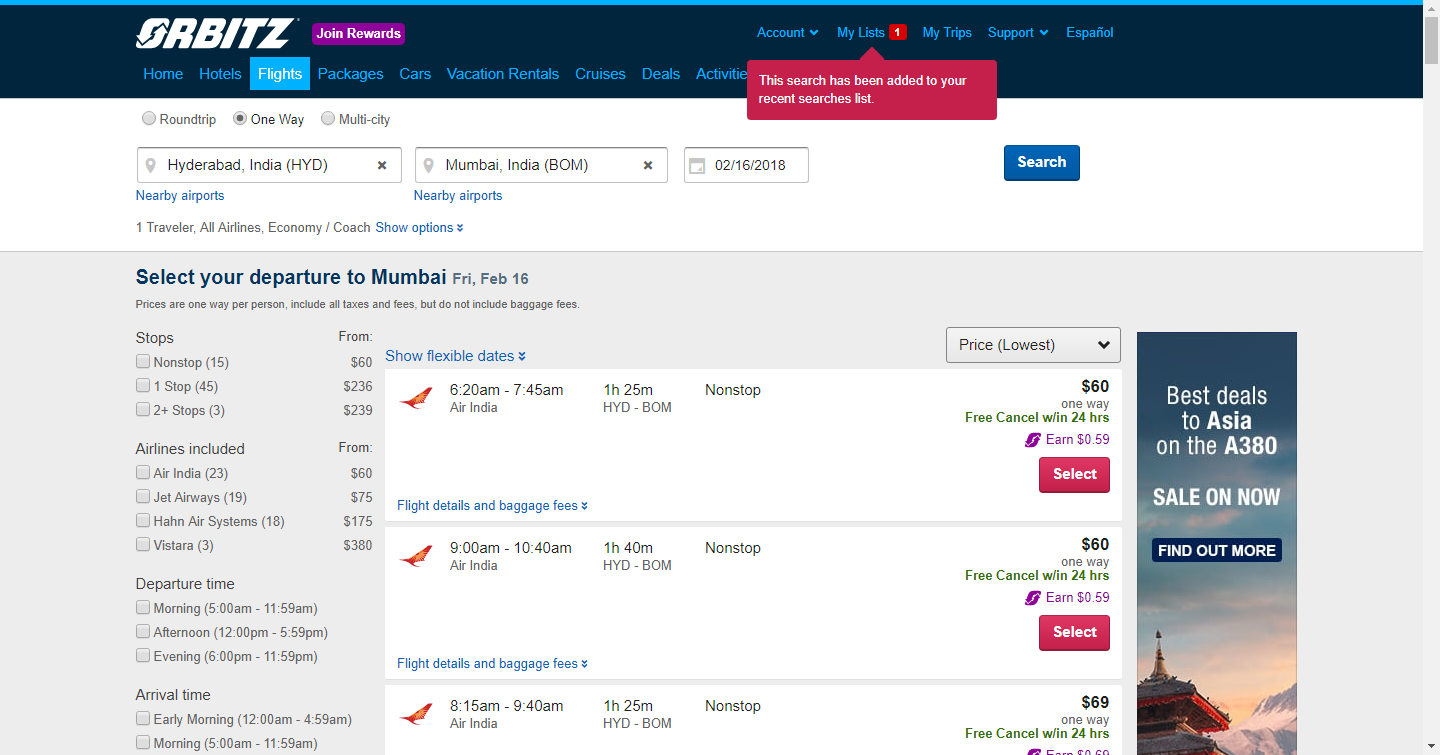 ORBITZ
Join Rewards
Account
My Lists 1
My Trips
Support
Español
Home
Hotels
Flights
Packages
Cars
Vacation Rentals
Cruises
Deals
This search has been added to your
recent searches list.
Roundtrip
One Way
Multi-city
Hyderabad, India (HYD)
Mumbai, India (BOM)
02/16/2018
Search
Nearby airports
Nearby airports
1 Traveler, All Airlines, Economy / Coach Show options
Select your departure to Mumbai Fri, Feb 16
Prices are one way per person, include all taxes and fees, but do not include baggage fees.
Stops From:
Nonstop (15) $60
1 Stop (45) $236
2+ Stops (3) $239
Airlines included From:
Air India (23) $60
Jet Airways (19) $75
Hahn Air Systems (18) $175
Vistara (3) $380
Departure time
Morning (5:00am - 11:59am)
Afternoon (12:00pm - 5:59pm)
Evening (6:00pm - 11:59pm)
Arrival time
Early Morning (12:00am - 4:59am)
Morning (5:00am - 11:59am)
Show flexible dates
Price (Lowest)
6:20am - 7:45am 1h 25m Nonstop $60
Air India HYD - BOM one way
Free Cancel w/in 24 hrs
Earn $0.59
Select
Flight details and baggage fees
9:00am - 10:40am 1h 40m Nonstop $60
Air India HYD - BOM one way
Free Cancel w/in 24 hrs
Earn $0.59
Select
Flight details and baggage fees
8:15am - 9:40am 1h 25m Nonstop $69
Air India HYD - BOM one way
Free Cancel w/in 24 hrs
Earn $0.69
Best deals
to Asia
on the A380
SALE ON NOW
FIND OUT MORE